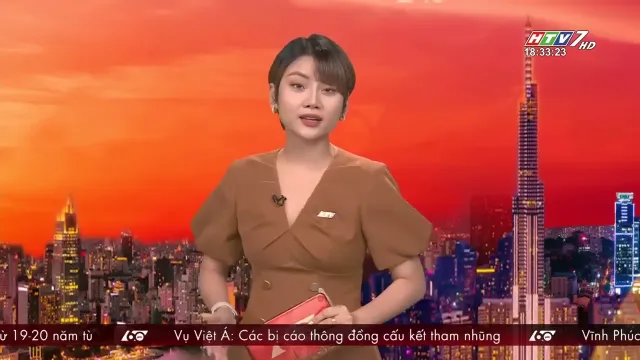 HTV7 HD
18:33:23
HTV
từ 19-20 năm tù
60
Vụ Việt Á: Các bị cáo thông đồng cấu kết tham nhũng
60
Vĩnh Phúc